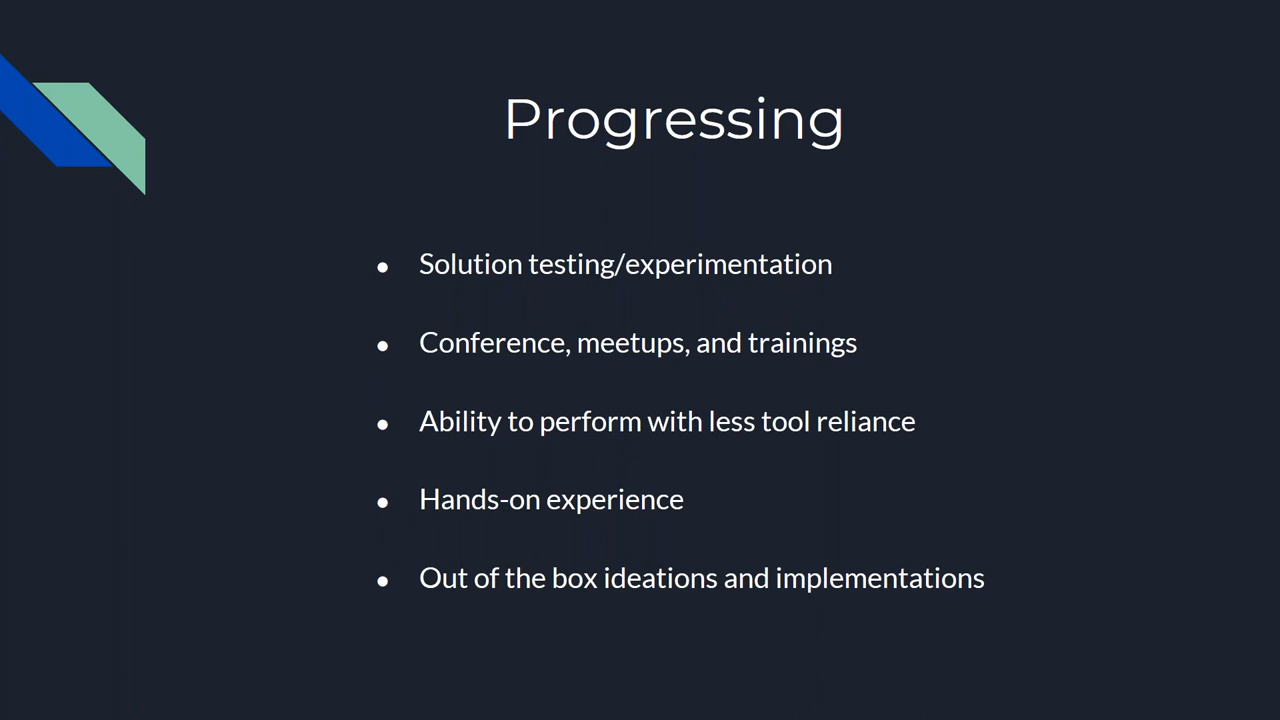 Progressing
● Solution testing/experimentation
● Conference, meetups, and trainings
● Ability to perform with less tool reliance
● Hands-on experience
● Out of the box ideations and implementations